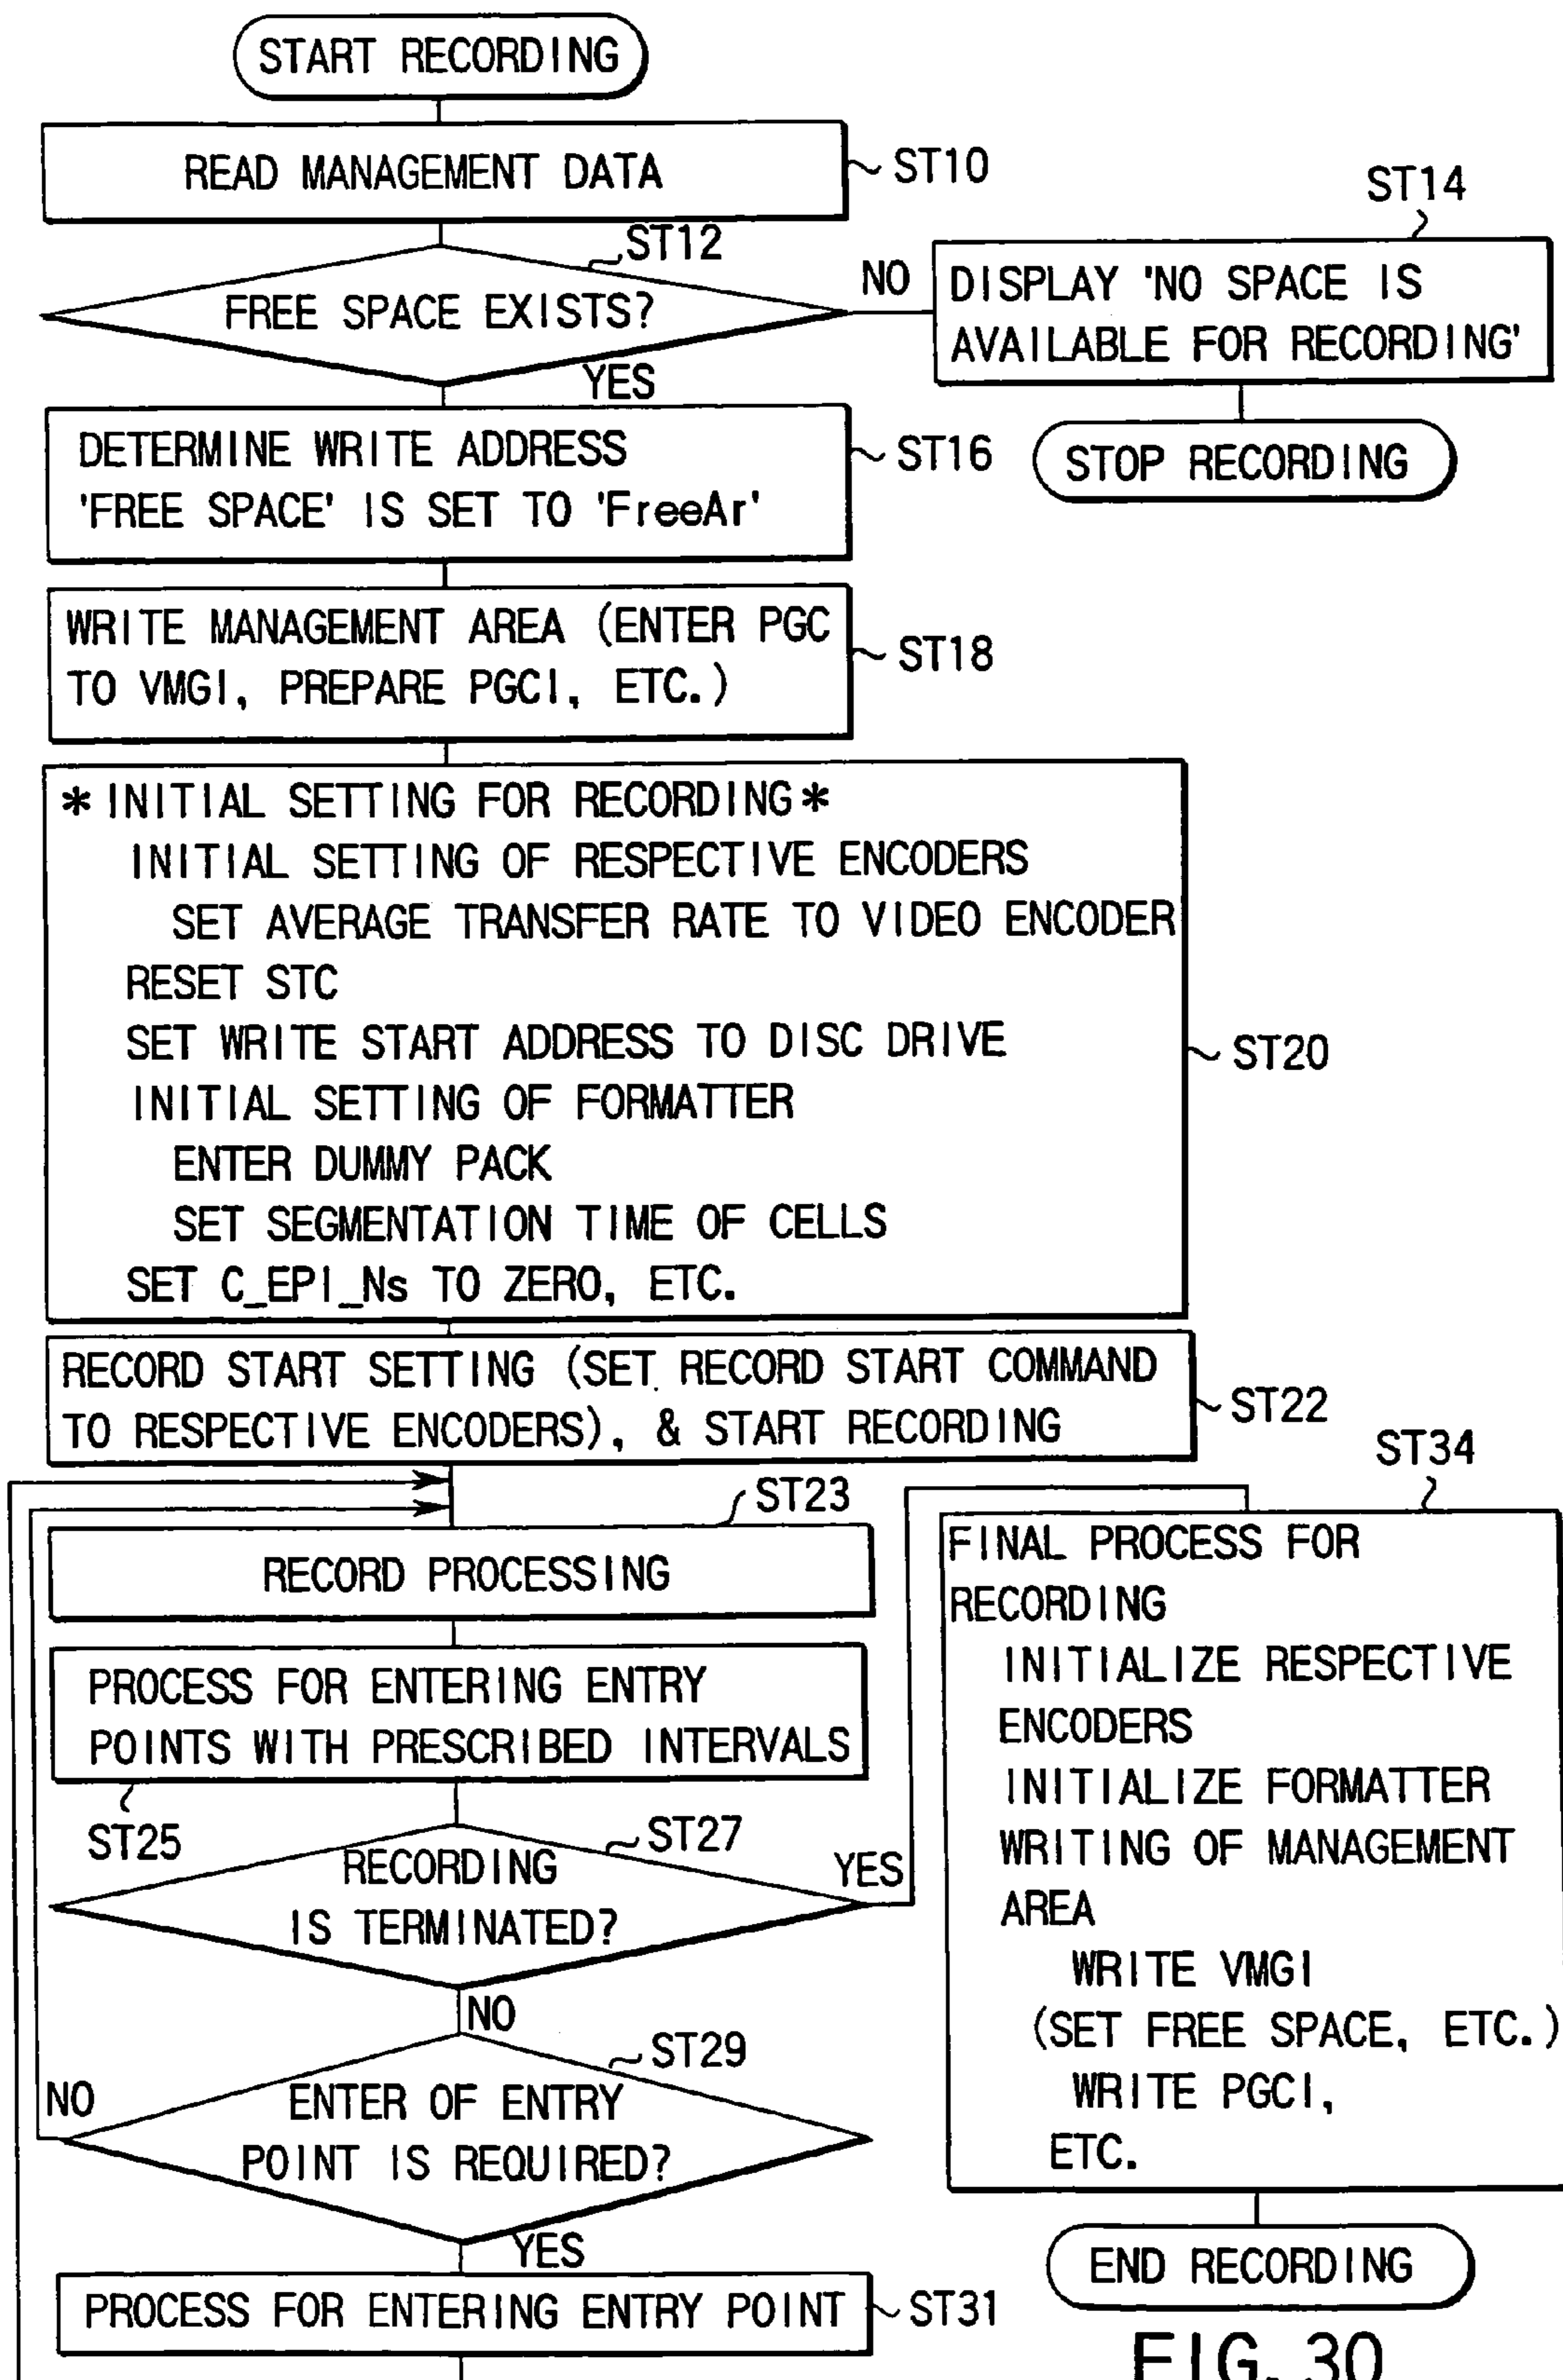 START RECORDING
READ MANAGEMENT DATA
ST10
ST12
FREE SPACE EXISTS?
NO
ST14
DISPLAY 'NO SPACE IS
AVAILABLE FOR RECORDING'
STOP RECORDING
YES
DETERMINE WRITE ADDRESS
'FREE SPACE' IS SET TO 'FreeAr'
ST16
WRITE MANAGEMENT AREA (ENTER PGC
TO VMGI, PREPARE PGCI, ETC.)
ST18
* INITIAL SETTING FOR RECORDING *
INITIAL SETTING OF RESPECTIVE ENCODERS
SET AVERAGE TRANSFER RATE TO VIDEO ENCODER
RESET STC
SET WRITE START ADDRESS TO DISC DRIVE
INITIAL SETTING OF FORMATTER
ENTER DUMMY PACK
SET SEGMENTATION TIME OF CELLS
SET C_EPI_Ns TO ZERO, ETC.
ST20
RECORD START SETTING (SET RECORD START COMMAND
TO RESPECTIVE ENCODERS), & START RECORDING
ST22
ST23
RECORD PROCESSING
PROCESS FOR ENTERING ENTRY
POINTS WITH PRESCRIBED INTERVALS
ST25
ST27
RECORDING
IS TERMINATED?
YES
NO
ST29
ENTER OF ENTRY
POINT IS REQUIRED?
NO
YES
PROCESS FOR ENTERING ENTRY POINT
ST31
ST34
FINAL PROCESS FOR
RECORDING
INITIALIZE RESPECTIVE
ENCODERS
INITIALIZE FORMATTER
WRITING OF MANAGEMENT
AREA
WRITE VMGI
(SET FREE SPACE, ETC.)
WRITE PGCI,
ETC.
END RECORDING
FIG. 30